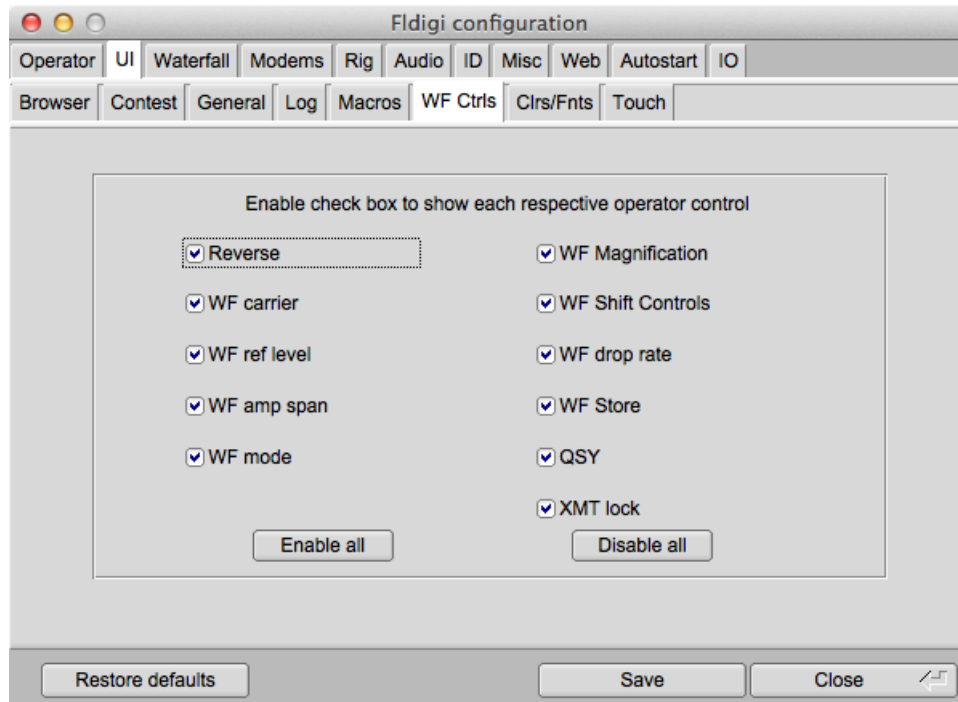 Fldigi configuration
Operator UI Waterfall Modems Rig Audio ID Misc Web Autostart IO
Browser Contest General Log Macros WF Ctrls Clrs/Fnts Touch
Enable check box to show each respective operator control
Reverse WF Magnification
WF carrier WF Shift Controls
WF ref level WF drop rate
WF amp span WF Store
WF mode QSY
XMT lock
Enable all Disable all
Restore defaults Save Close